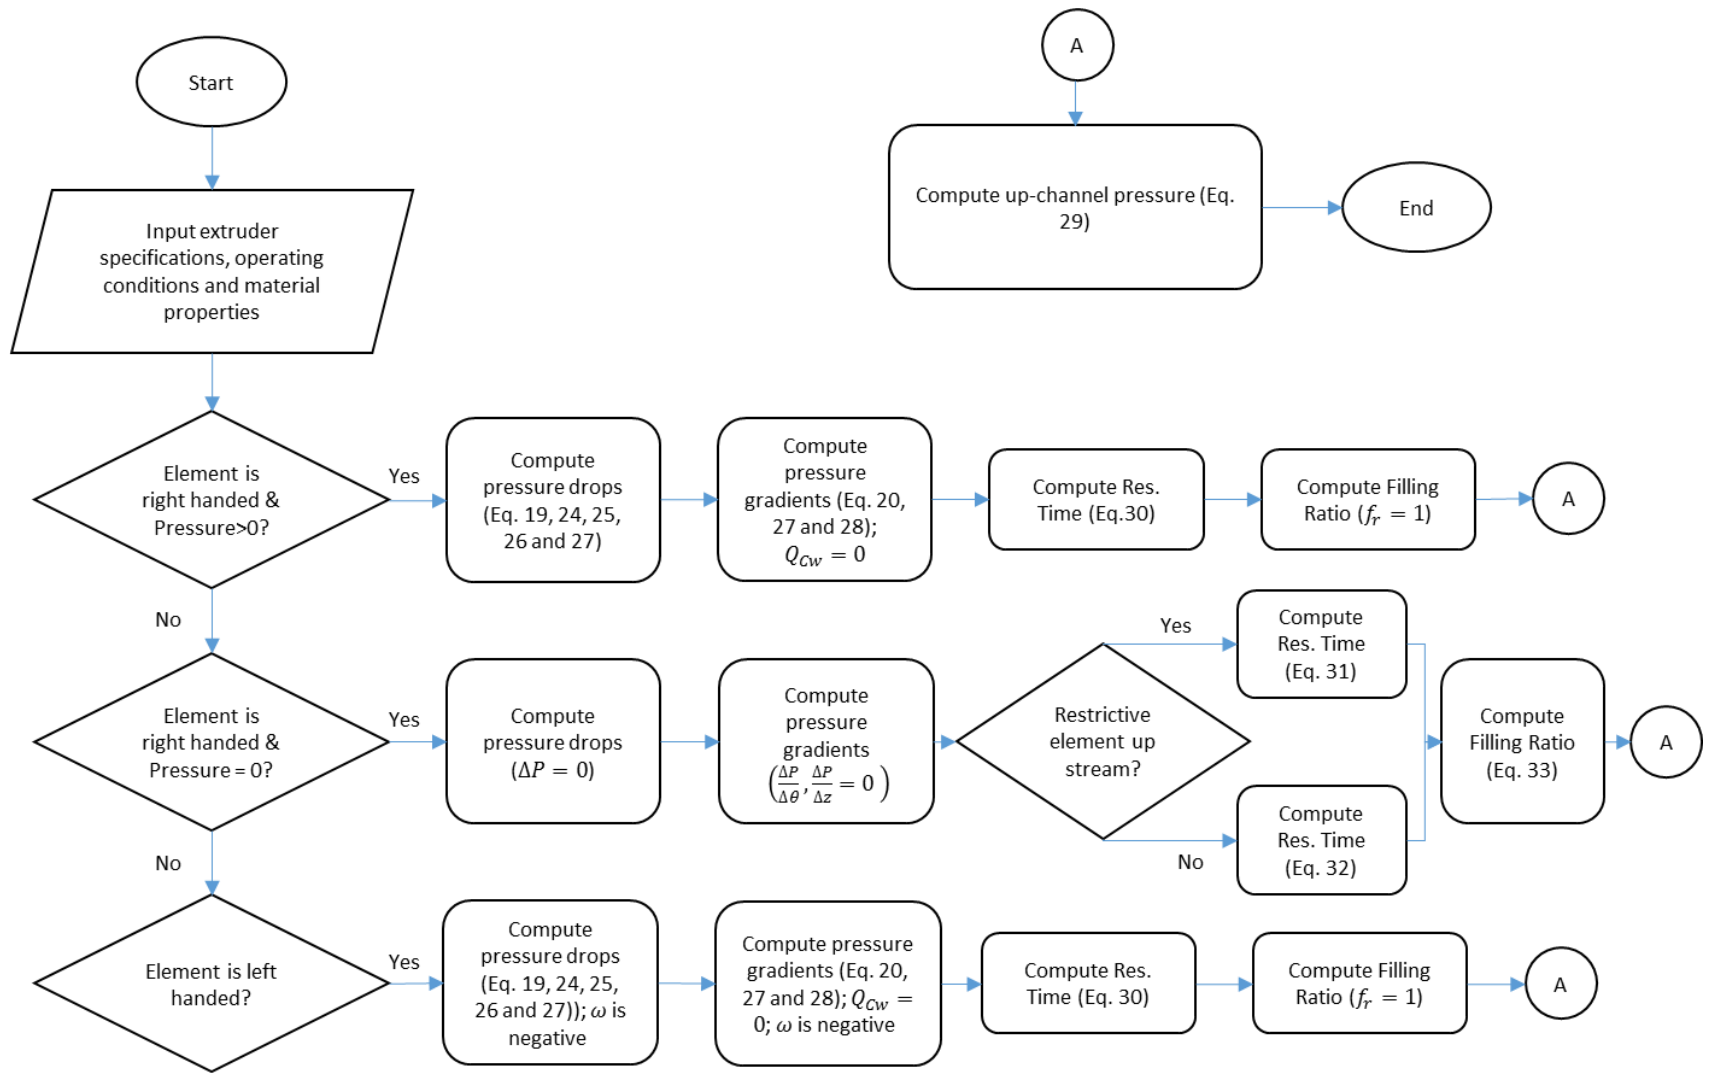 Start
Input extruder
specifications, operating
conditions and material
properties
A
Compute up-channel pressure (Eq.
29)
End
Element is
right handed &
Pressure>0?
Yes
No
Compute
pressure drops
(Eq. 19, 24, 25,
26 and 27)
Compute
pressure
gradients (Eq. 20,
27 and 28);
Q_{Cw} = 0
Compute Res.
Time (Eq.30)
Compute Filling
Ratio (f_r = 1)
A
Element is
right handed &
Pressure = 0?
Yes
No
Compute
pressure drops
(ΔP = 0)
Compute
pressure
gradients
(ΔP/Δθ, ΔP/Δz = 0 )
Restrictive
element up
stream?
Yes
No
Compute
Res. Time
(Eq. 31)
Compute
Res. Time
(Eq. 32)
Compute
Filling Ratio
(Eq. 33)
A
Element is left
handed?
Yes
Compute
pressure drops
(Eq. 19, 24, 25,
26 and 27)); ω is
negative
Compute pressure
gradients (Eq. 20,
27 and 28); Q_{Cw} =
0; ω is negative
Compute Res.
Time (Eq. 30)
Compute Filling
Ratio (f_r = 1)
A